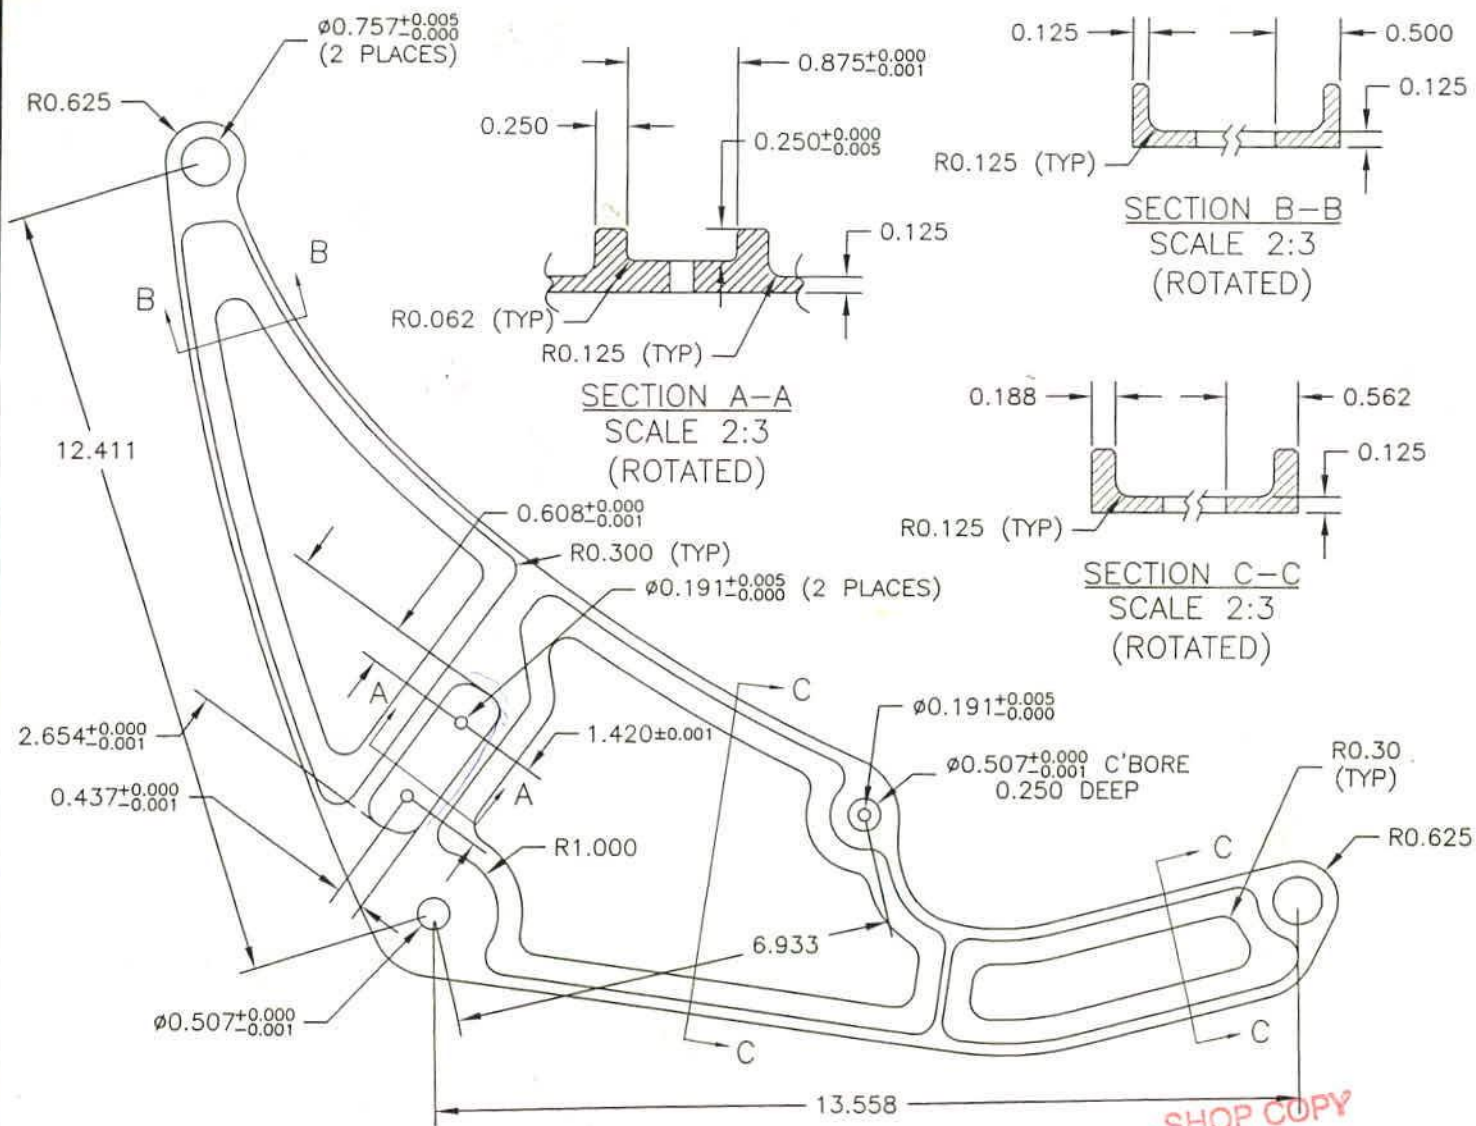 ø0.757+0.005 -0.000
(2 PLACES)
R0.625
0.250
0.875+0.000 -0.001
0.250+0.000 -0.005
0.125
R0.062 (TYP)
R0.125 (TYP)
SECTION A-A
SCALE 2:3
(ROTATED)
0.125
0.500
0.125
R0.125 (TYP)
SECTION B-B
SCALE 2:3
(ROTATED)
0.188
0.562
0.125
R0.125 (TYP)
SECTION C-C
SCALE 2:3
(ROTATED)
B
B
12.411
0.608+0.000 -0.001
R0.300 (TYP)
ø0.191+0.005 -0.000 (2 PLACES)
A
2.654+0.000 -0.001
1.420±0.001
0.437+0.000 -0.001
A
R1.000
C
ø0.191+0.005 -0.000
ø0.507+0.000 -0.001 C'BORE
0.250 DEEP
R0.30
(TYP)
R0.625
C
6.933
ø0.507+0.000 -0.001
C
C
13.558
SHOP COPY